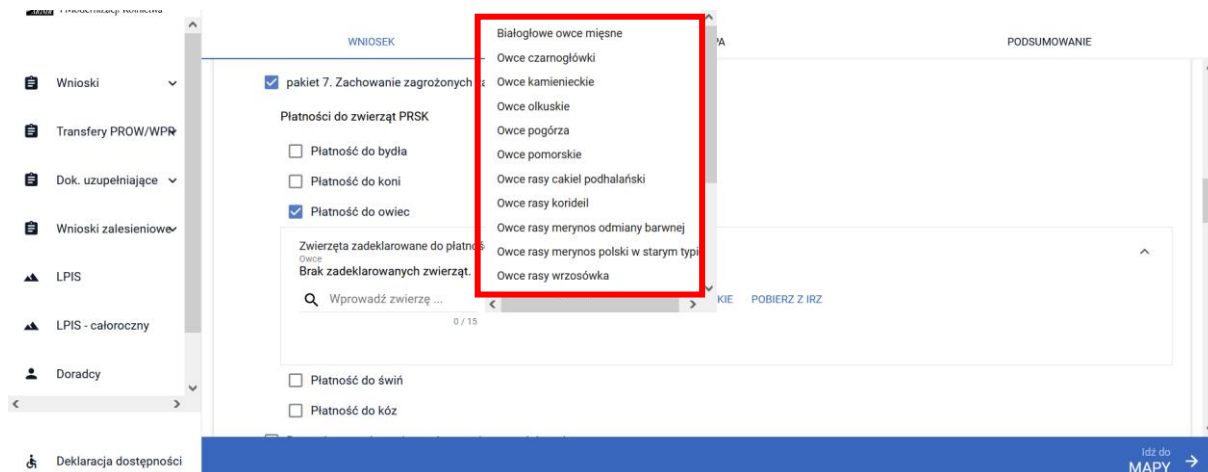 i Modernizacji Rolnictwa
Wnioski
Transfery PROW/WPR
Dok. uzupełniające
Wnioski zalesieniowe
LPIS
LPIS - całoroczny
Doradcy
Deklaracja dostępności
WNIOSEK
PA
PODSUMOWANIE
pakiet 7. Zachowanie zagrożonych
Płatności do zwierząt PRSK
Płatność do bydła
Płatność do koni
Płatność do owiec
Zwierzęta zadeklarowane do płatnoś
Owce
Brak zadeklarowanych zwierząt.
Wprowadź zwierzę ...
0 / 15
KIE POBIERZ Z IRZ
Płatność do świń
Płatność do kóz
Białogłowe owce mięsne
Owce czarnogłówki
Owce kamienieckie
Owce olkuskie
Owce pogórza
Owce pomorskie
Owce rasy cakiel podhalański
Owce rasy korideil
Owce rasy merynos odmiany barwnej
Owce rasy merynos polski w starym typi
Owce rasy wrzosówka
Idź do
MAPY